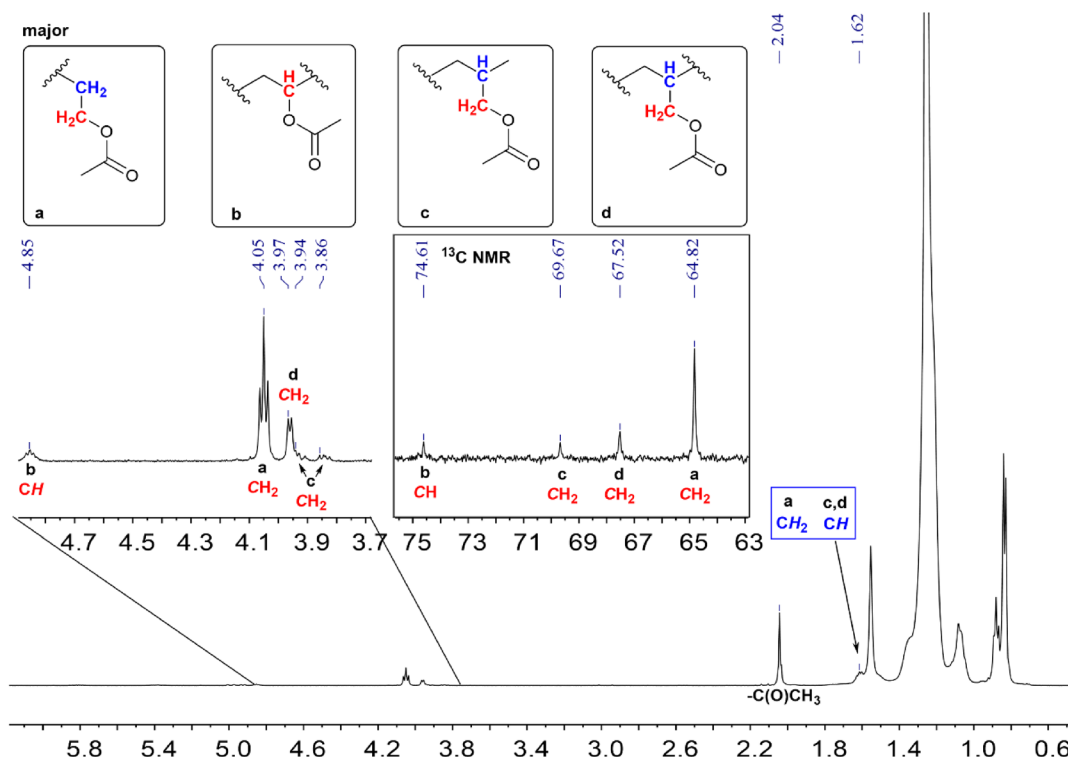 major
2.04
1.62
CH2
H2C
O
O
a
H
O
O
b
H
H2C
O
O
c
H
H2C
O
O
d
4.85
4.05
3.97
3.94
3.86
13C NMR
74.61
69.67
67.52
64.82
d
CH2
b
CH
a
CH2
c
CH2
b
CH
c
CH2
d
CH2
a
CH2
4.7 4.5 4.3 4.1 3.9 3.7
75 73 71 69 67 65 63
a c,d
CH2 CH
-C(O)CH3
5.8 5.4 5.0 4.6 4.2 3.8 3.4 3.0 2.6 2.2 1.8 1.4 1.0 0.6